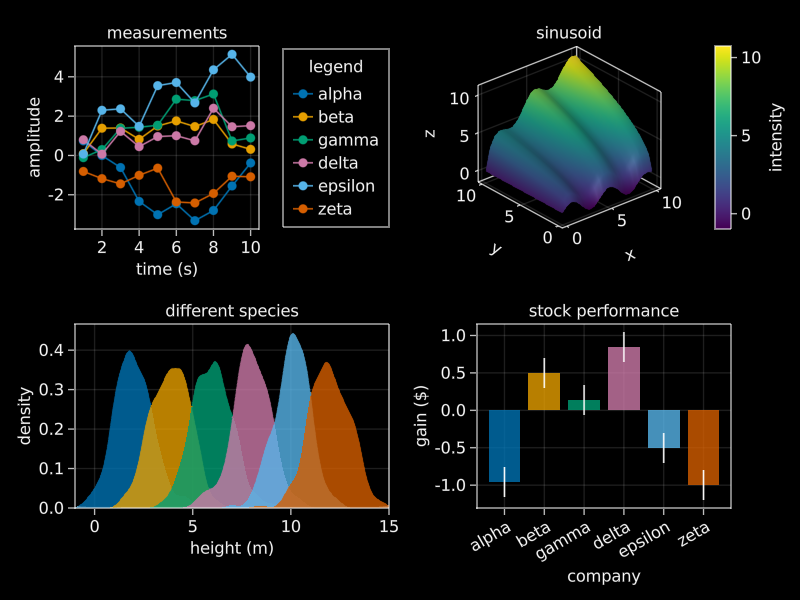 measurements
amplitude
4
2
0
-2
2 4 6 8 10
time (s)
legend
alpha
beta
gamma
delta
epsilon
zeta
sinusoid
z
10
5
0
10
5
0
y
0
5
10
x
10
5
0
intensity
different species
density
0.4
0.3
0.2
0.1
0.0
0 5 10 15
height (m)
stock performance
gain ($)
1.0
0.5
0.0
-0.5
-1.0
alpha beta gamma delta epsilon zeta
company